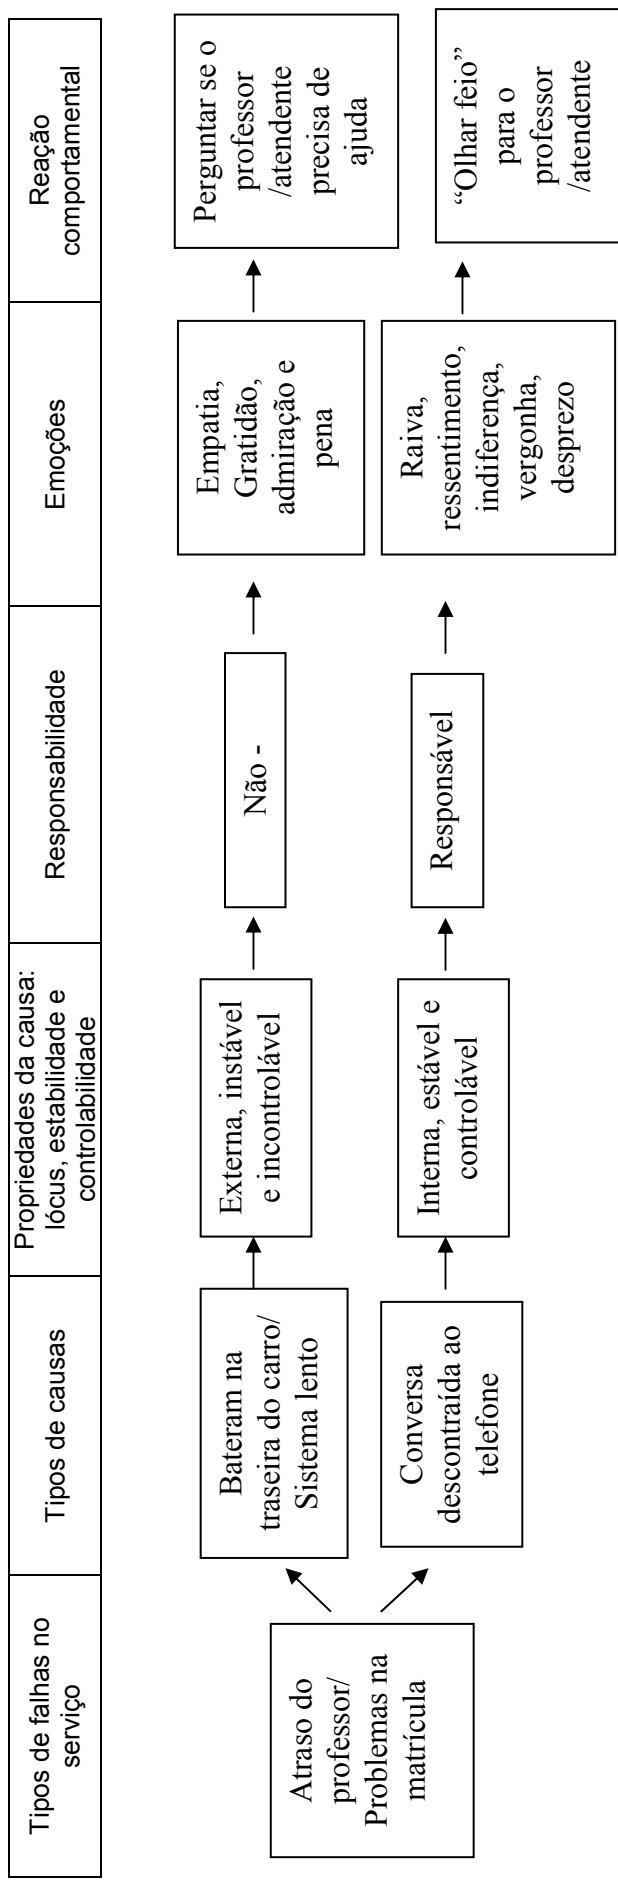 Tipos de falhas no
serviço
Tipos de causas
Propriedades da causa:
lócus, estabilidade e
controlabilidade
Responsabilidade
Emoções
Reação
comportamental
Atraso do
professor/
Problemas na
matrícula
Bateram na
traseira do carro/
Sistema lento
Externa, instável
e incontrolável
Não -
Empatia,
Gratidão,
admiração e
pena
Perguntar se o
professor
/atendente
precisa de
ajuda
Conversa
descontraída ao
telefone
Interna, estável e
controlável
Responsável
Raiva,
ressentimento,
indiferença,
vergonha,
desprezo
“Olhar feio”
para o
professor
/atendente